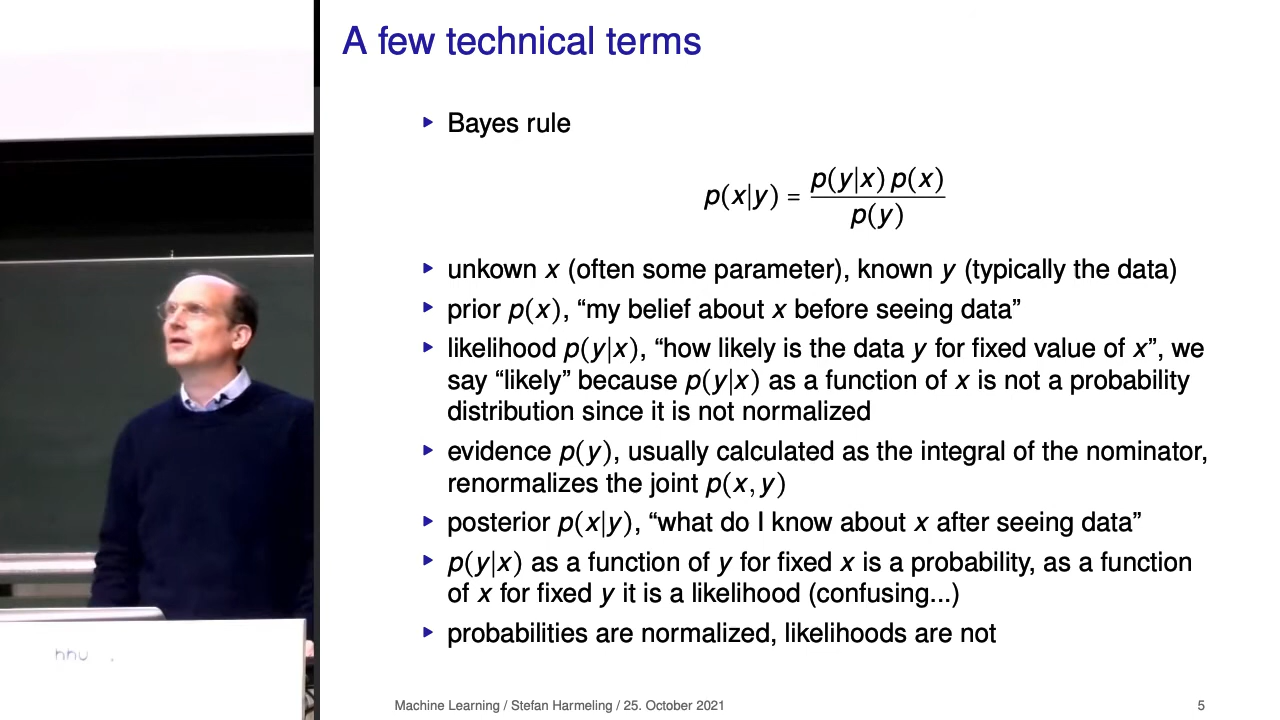 A few technical terms
▸ Bayes rule
p(x|y) = p(y|x) p(x) / p(y)
▸ unkown x (often some parameter), known y (typically the data)
▸ prior p(x), “my belief about x before seeing data”
▸ likelihood p(y|x), “how likely is the data y for fixed value of x”, we
say “likely” because p(y|x) as a function of x is not a probability
distribution since it is not normalized
▸ evidence p(y), usually calculated as the integral of the nominator,
renormalizes the joint p(x, y)
▸ posterior p(x|y), “what do I know about x after seeing data”
▸ p(y|x) as a function of y for fixed x is a probability, as a function
of x for fixed y it is a likelihood (confusing...)
▸ probabilities are normalized, likelihoods are not
hhu
Machine Learning / Stefan Harmeling / 25. October 2021
5